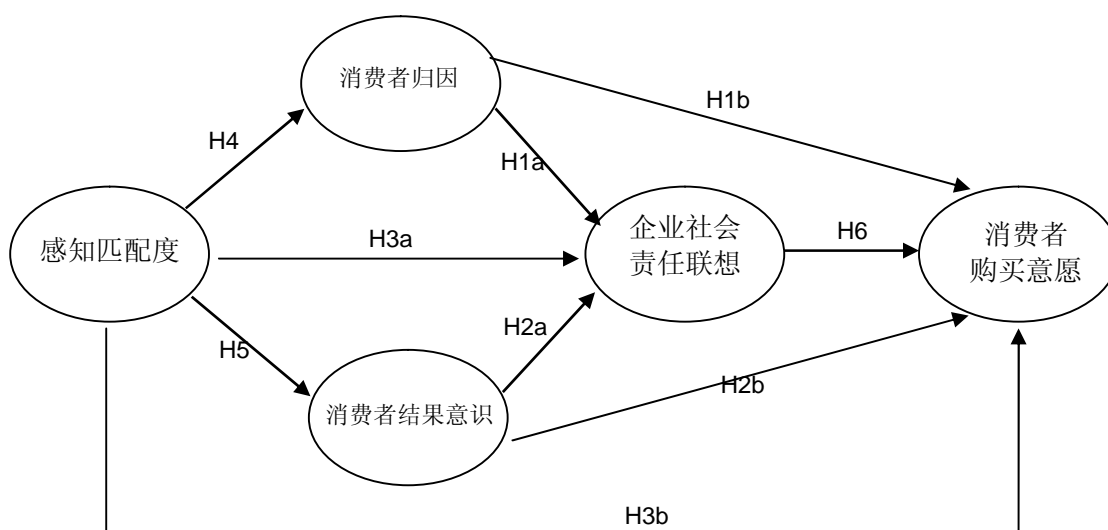 消费者归因
H1b
H4
H1a
感知匹配度
H3a
企业社会
责任联想
H6
消费者
购买意愿
H5
H2a
消费者结果意识
H2b
H3b